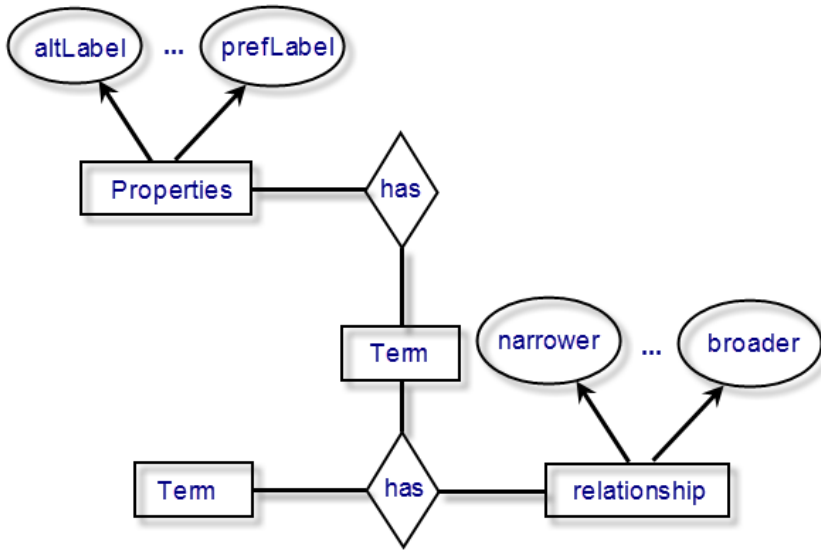 altLabel ... prefLabel
Properties
has
Term
narrower ... broader
Term
has
relationship